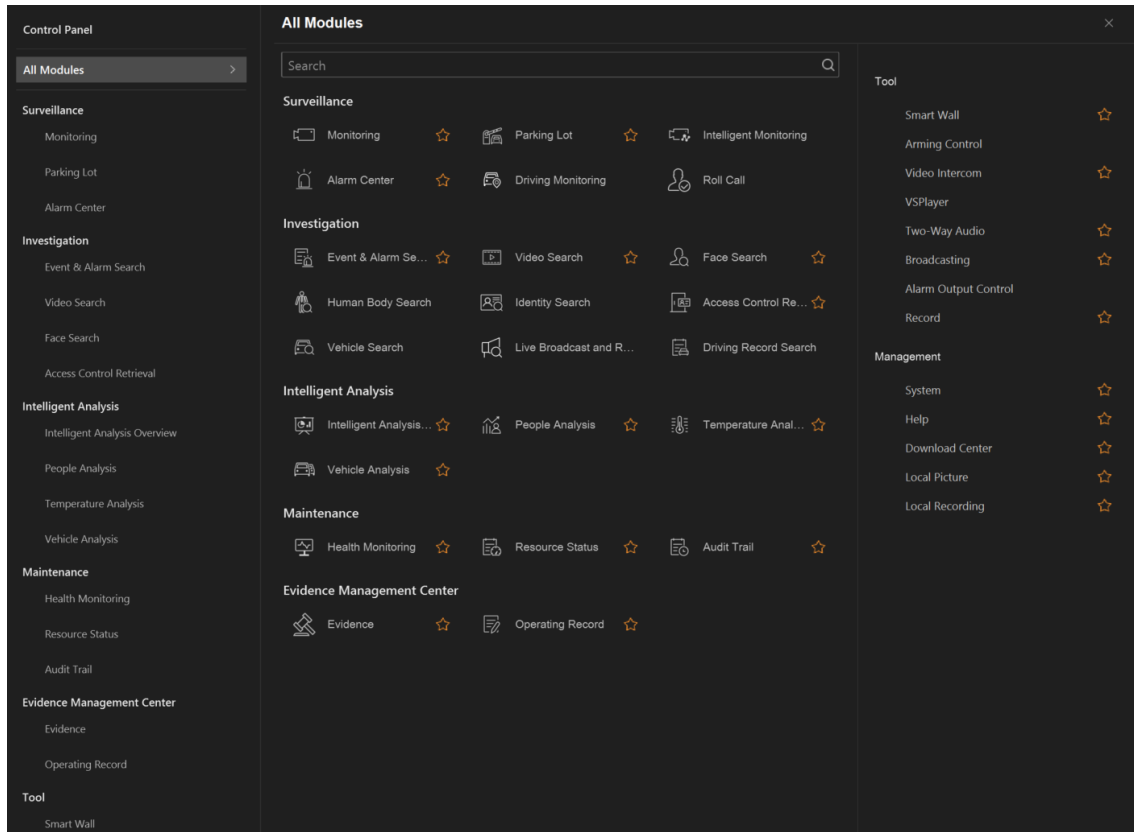 Control Panel
All Modules
Surveillance
Monitoring
Parking Lot
Alarm Center
Investigation
Event & Alarm Search
Video Search
Face Search
Access Control Retrieval
Intelligent Analysis
Intelligent Analysis Overview
People Analysis
Temperature Analysis
Vehicle Analysis
Maintenance
Health Monitoring
Resource Status
Audit Trail
Evidence Management Center
Evidence
Operating Record
Tool
Smart Wall
All Modules
Search
Surveillance
Monitoring
Parking Lot
Intelligent Monitoring
Alarm Center
Driving Monitoring
Roll Call
Investigation
Event & Alarm Se...
Video Search
Face Search
Human Body Search
Identity Search
Access Control Re...
Vehicle Search
Live Broadcast and R...
Driving Record Search
Intelligent Analysis
Intelligent Analysis...
People Analysis
Temperature Anal...
Vehicle Analysis
Maintenance
Health Monitoring
Resource Status
Audit Trail
Evidence Management Center
Evidence
Operating Record
Tool
Smart Wall
Arming Control
Video Intercom
VSPlayer
Two-Way Audio
Broadcasting
Alarm Output Control
Record
Management
System
Help
Download Center
Local Picture
Local Recording